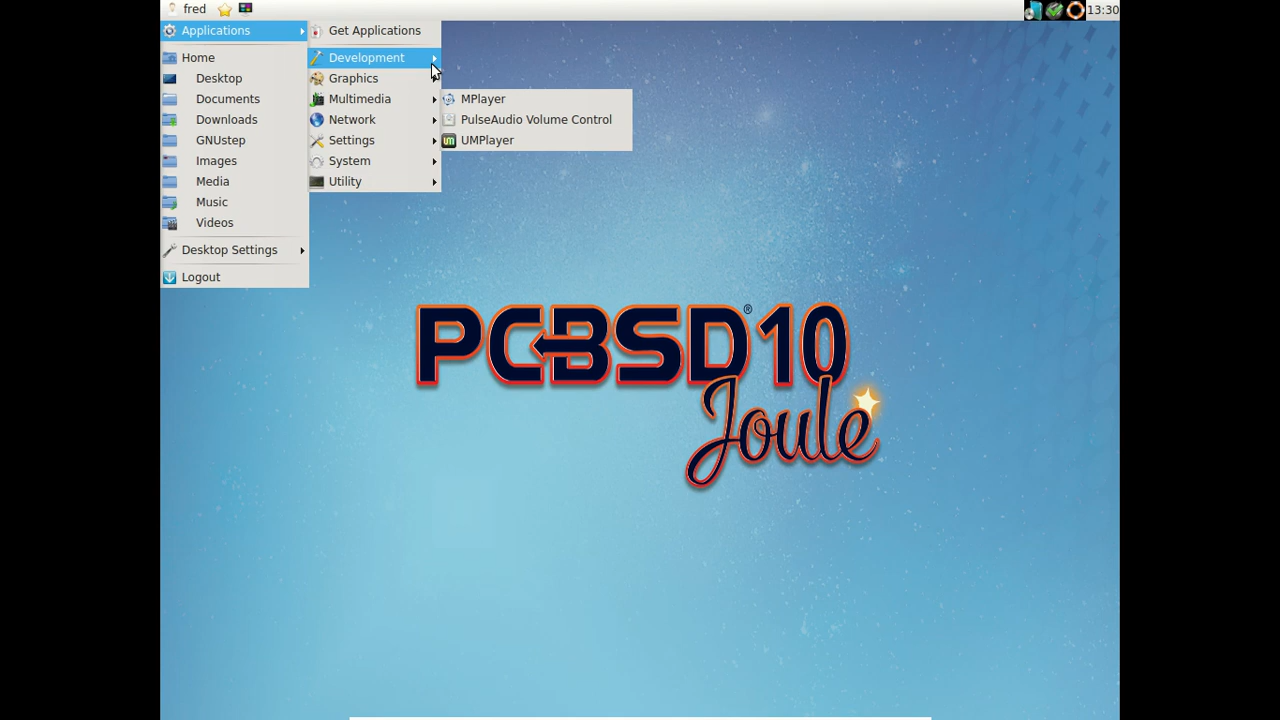 fred
13:30
Applications
Home
Desktop
Documents
Downloads
GNUstep
Images
Media
Music
Videos
Desktop Settings
Logout
Get Applications
Development
Graphics
Multimedia
Network
Settings
System
Utility
MPlayer
PulseAudio Volume Control
UMPlayer
PCBSD®10
Joule